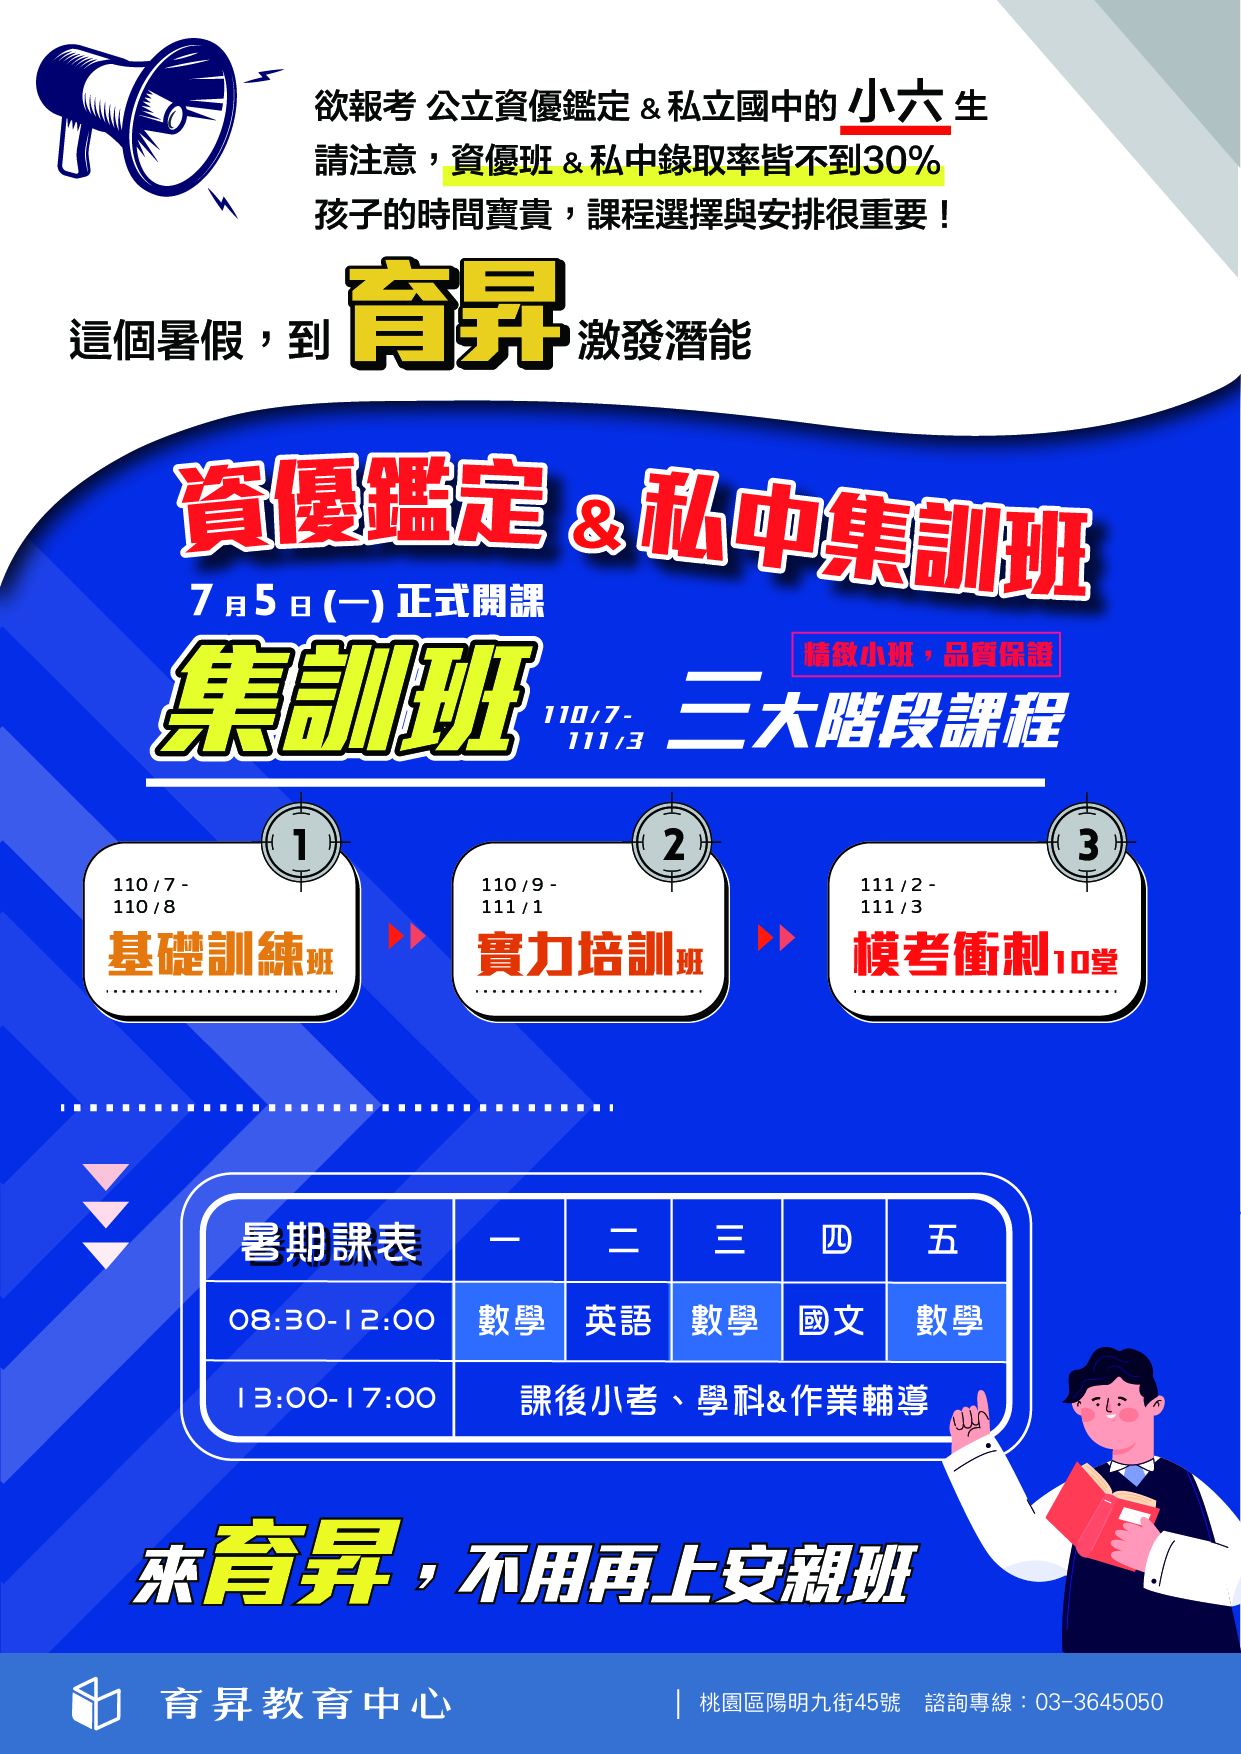 欲報考 公立資優鑑定 & 私立國中的 小六 生
請注意，資優班 & 私中錄取率皆不到30%
孩子的時間寶貴，課程選擇與安排很重要！
這個暑假，到 育昇 激發潛能
資優鑑定 & 私中集訓班
7 月 5 日 (一) 正式開課
精緻小班，品質保證
集訓班 110/7-
111/3
三大階段課程
1
110 / 7 -
110 / 8
基礎訓練班
2
110 / 9 -
111 / 1
實力培訓班
3
111 / 2 -
111 / 3
模考衝刺10堂
暑期課表 一 二 三 四 五
08:30-12:00 數學 英語 數學 國文 數學
13:00-17:00 課後小考、學科&作業輔導
來育昇，不用再上安親班
育昇教育中心 | 桃園區陽明九街45號 諮詢專線：03-3645050